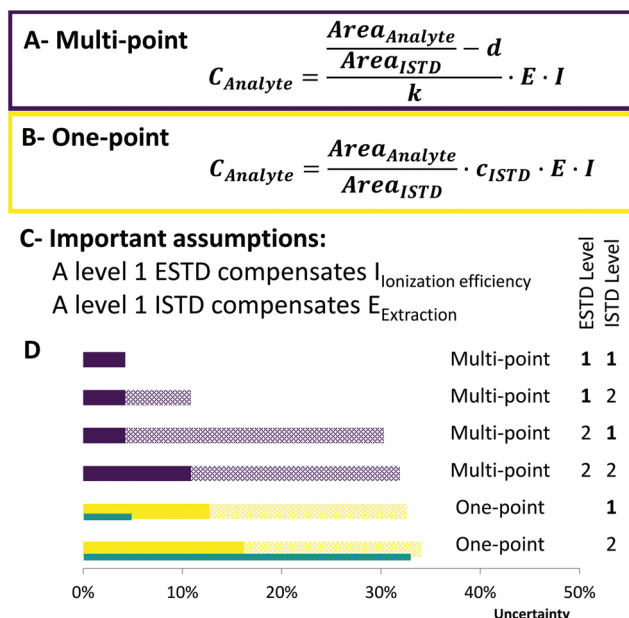 A- Multi-point
C_Analyte = (Area_Analyte / Area_ISTD − d) / k · E · I
B- One-point
C_Analyte = Area_Analyte / Area_ISTD · c_ISTD · E · I
C- Important assumptions:
A level 1 ESTD compensates I_Ionization efficiency
A level 1 ISTD compensates E_Extraction
ESTD Level
ISTD Level
D
Multi-point 1 1
Multi-point 1 2
Multi-point 2 1
Multi-point 2 2
One-point 1
One-point 2
0% 10% 20% 30% 40% 50%
Uncertainty